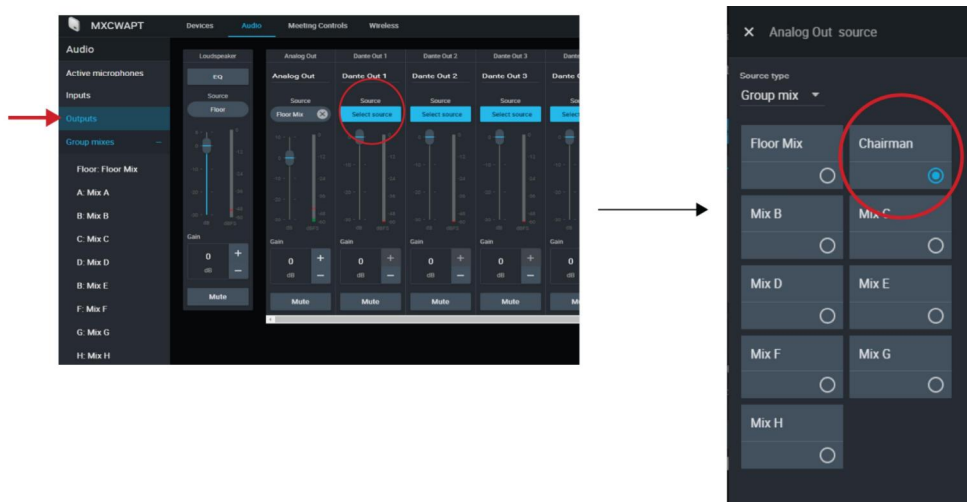 MXCWAPT
Devices Audio Meeting Controls Wireless
Audio
Active microphones
Inputs
Outputs
Group mixes
Floor: Floor Mix
A: Mix A
B: Mix B
C: Mix C
D: Mix D
B: Mix E
F: Mix F
G: Mix G
H: Mix H
Loudspeaker
EQ
Source
Floor
Gain
0
dB
Mute
Analog Out
Analog Out
Source
Floor Mix
Gain
0
dB
Mute
Dante Out 1
Dante Out 1
Source
Select source
Gain
0
dB
Mute
Dante Out 2
Dante Out 2
Source
Select source
Gain
0
dB
Mute
Dante Out 3
Dante Out 3
Source
Select source
Gain
0
dB
Mute
Analog Out source
Source type
Group mix
Floor Mix Chairman
Mix B Mix C
Mix D Mix E
Mix F Mix G
Mix H